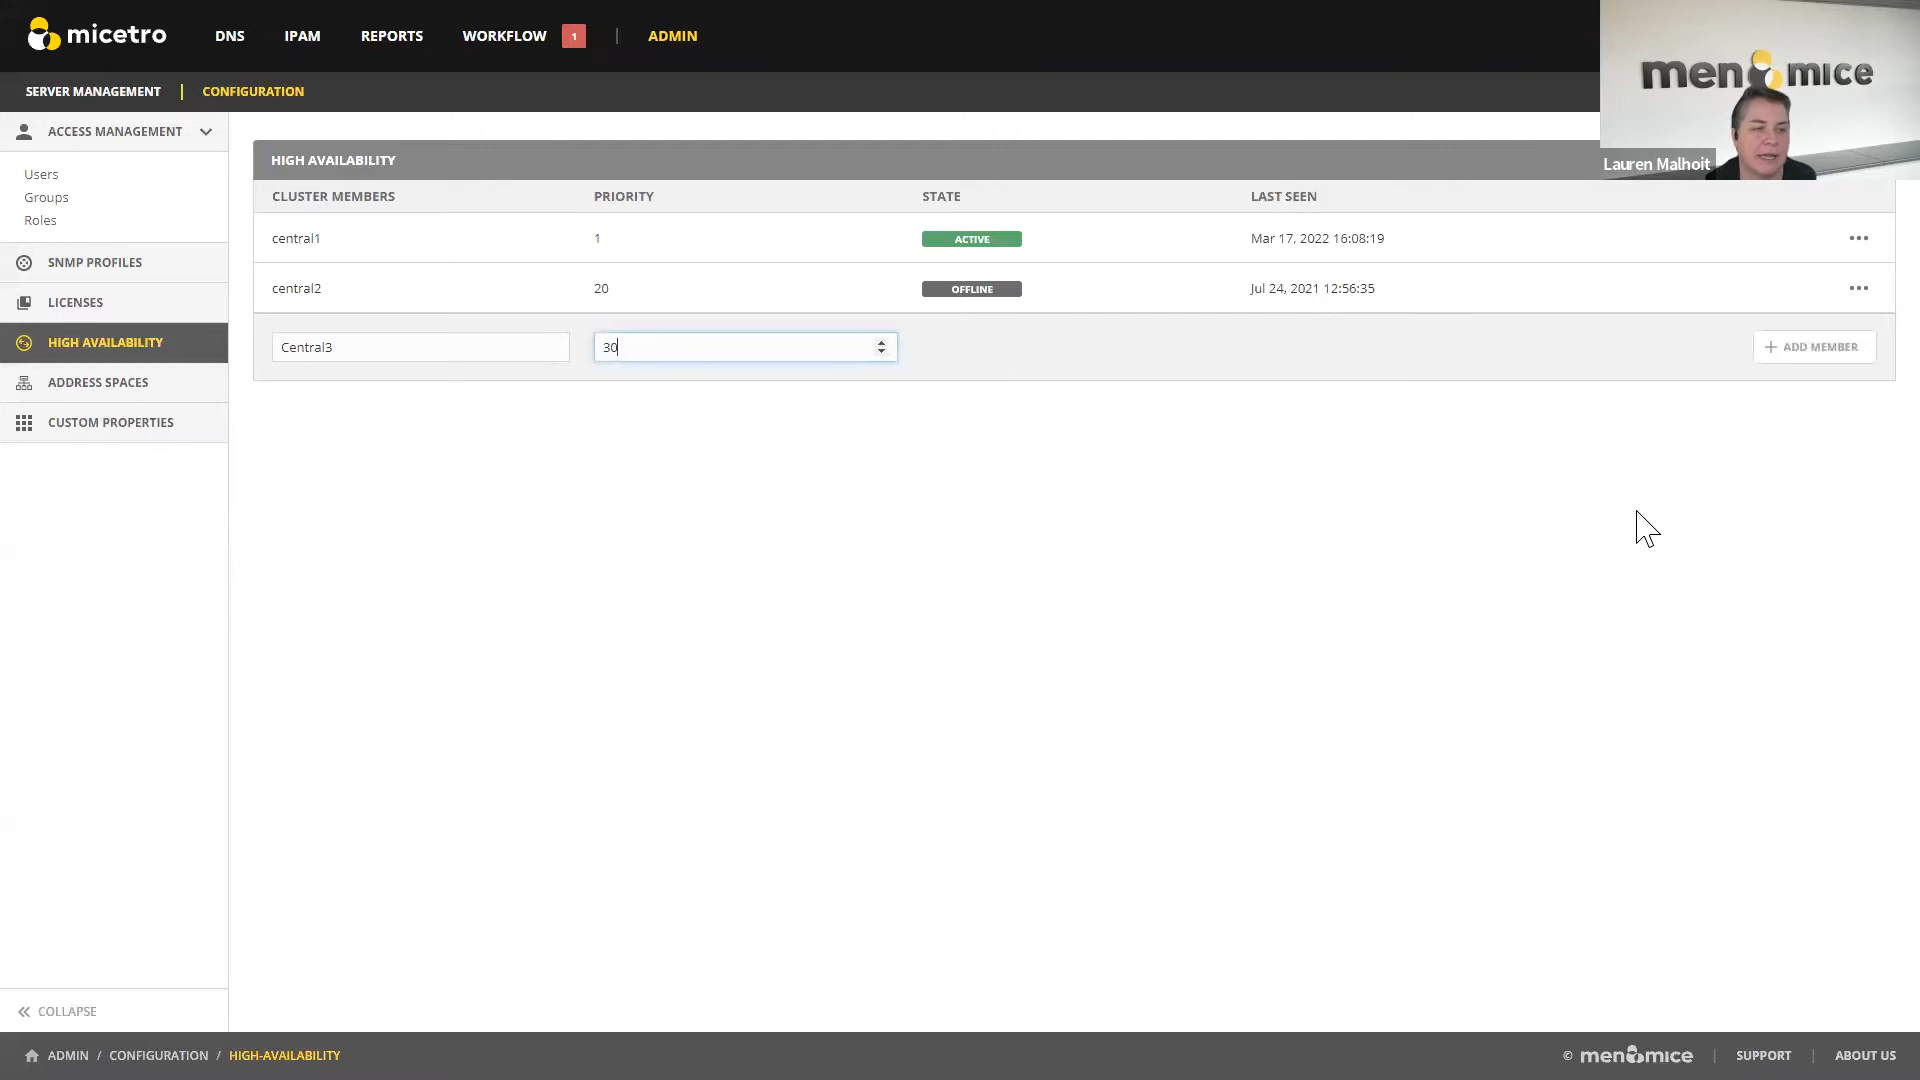 micetro
DNS
IPAM
REPORTS
WORKFLOW
1
ADMIN
men&mice
Lauren Malhoit
SERVER MANAGEMENT
CONFIGURATION
ACCESS MANAGEMENT
Users
Groups
Roles
SNMP PROFILES
LICENSES
HIGH AVAILABILITY
ADDRESS SPACES
CUSTOM PROPERTIES
COLLAPSE
HIGH AVAILABILITY
CLUSTER MEMBERS PRIORITY STATE LAST SEEN
central1 1 ACTIVE Mar 17, 2022 16:08:19
central2 20 OFFLINE Jul 24, 2021 12:56:35
Central3 30 + ADD MEMBER
ADMIN / CONFIGURATION / HIGH-AVAILABILITY
© men&mice
SUPPORT
ABOUT US